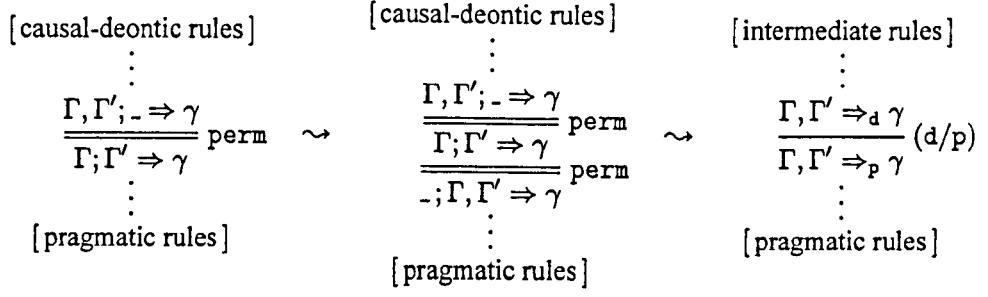 [causal-deontic rules]
⋮
Γ, Γ′; _ ⇒ γ
perm
Γ; Γ′ ⇒ γ
⋮
[pragmatic rules]
⇝
[causal-deontic rules]
⋮
Γ, Γ′; _ ⇒ γ
perm
Γ; Γ′ ⇒ γ
perm
_; Γ, Γ′ ⇒ γ
⋮
[pragmatic rules]
⇝
[intermediate rules]
⋮
Γ, Γ′ ⇒d γ
(d/p)
Γ, Γ′ ⇒p γ
⋮
[pragmatic rules]